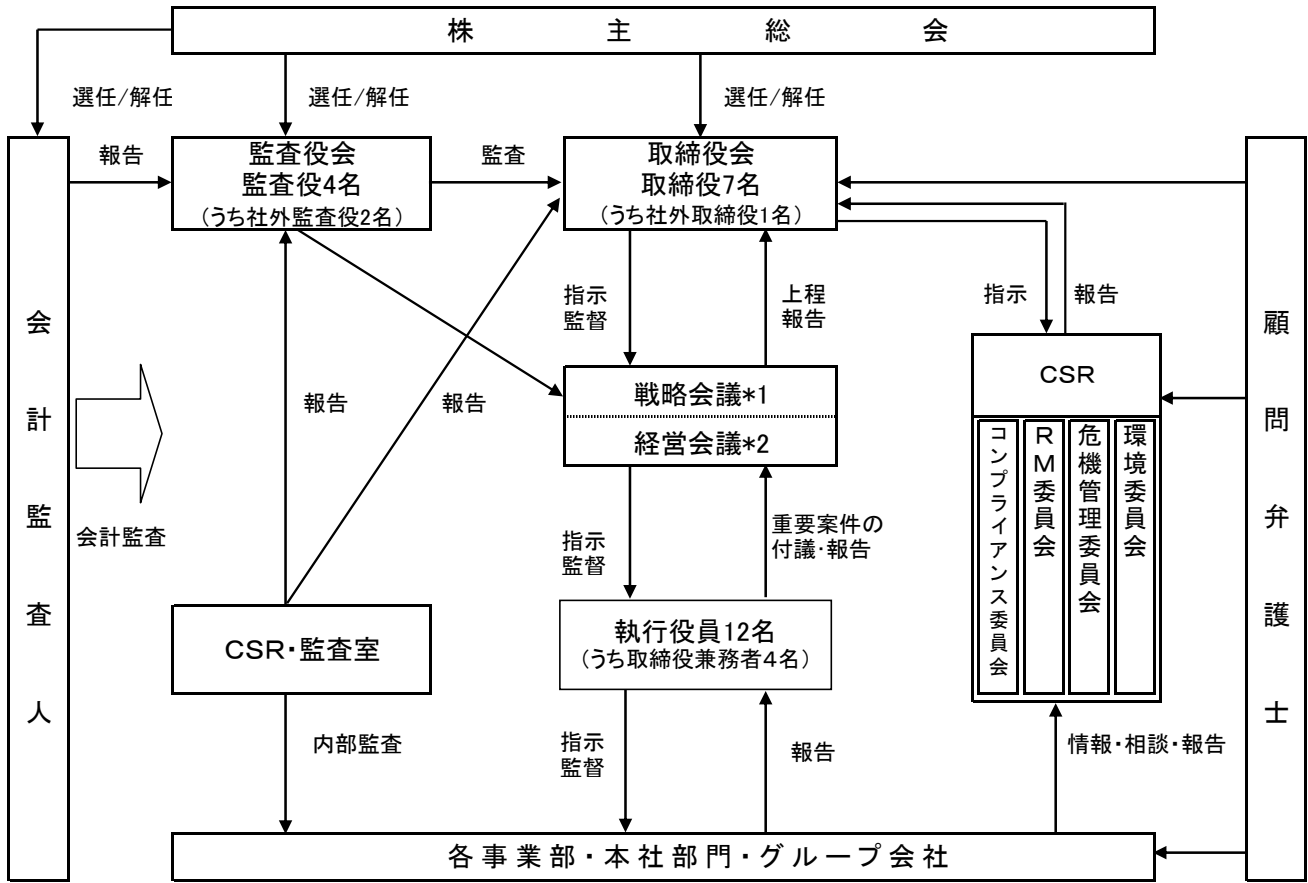 株主総会
選任/解任
選任/解任
選任/解任
会計監査人
報告
監査役会
監査役4名
（うち社外監査役2名）
監査
取締役会
取締役7名
（うち社外取締役1名）
顧問弁護士
指示
監督
上程
報告
指示
報告
報告
報告
戦略会議*1
経営会議*2
CSR
コンプライアンス委員会
RM委員会
危機管理委員会
環境委員会
会計監査
指示
監督
重要案件の
付議・報告
CSR・監査室
執行役員12名
（うち取締役兼務者4名）
内部監査
指示
監督
報告
情報・相談・報告
各事業部・本社部門・グループ会社